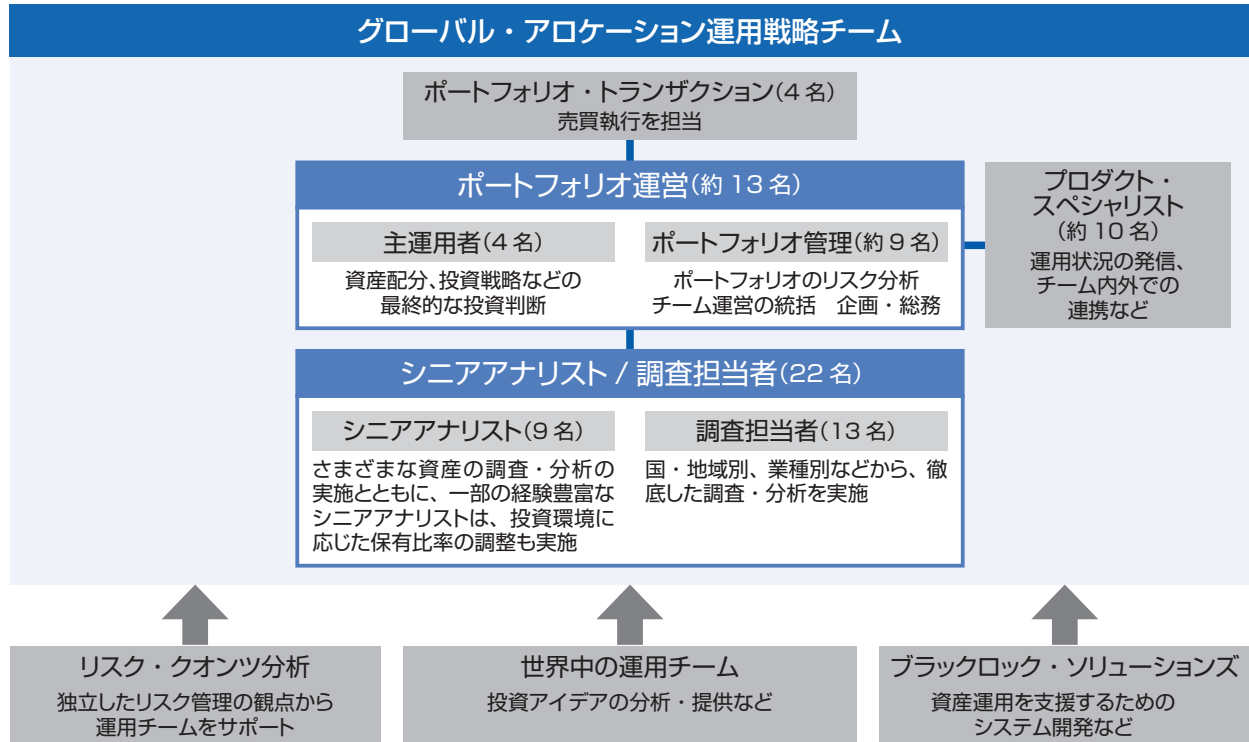 グローバル・アロケーション運用戦略チーム
ポートフォリオ・トランザクション(4名)
売買執行を担当
ポートフォリオ運営(約13名)
主運用者(4名)
資産配分、投資戦略などの
最終的な投資判断
ポートフォリオ管理(約9名)
ポートフォリオのリスク分析
チーム運営の統括　企画・総務
プロダクト・
スペシャリスト
(約10名)
運用状況の発信、
チーム内外での
連携など
シニアアナリスト / 調査担当者(22名)
シニアアナリスト(9名)
さまざまな資産の調査・分析の
実施とともに、一部の経験豊富な
シニアアナリストは、投資環境に
応じた保有比率の調整も実施
調査担当者(13名)
国・地域別、業種別などから、徹
底した調査・分析を実施
リスク・クオンツ分析
独立したリスク管理の観点から
運用チームをサポート
世界中の運用チーム
投資アイデアの分析・提供など
ブラックロック・ソリューションズ
資産運用を支援するための
システム開発など